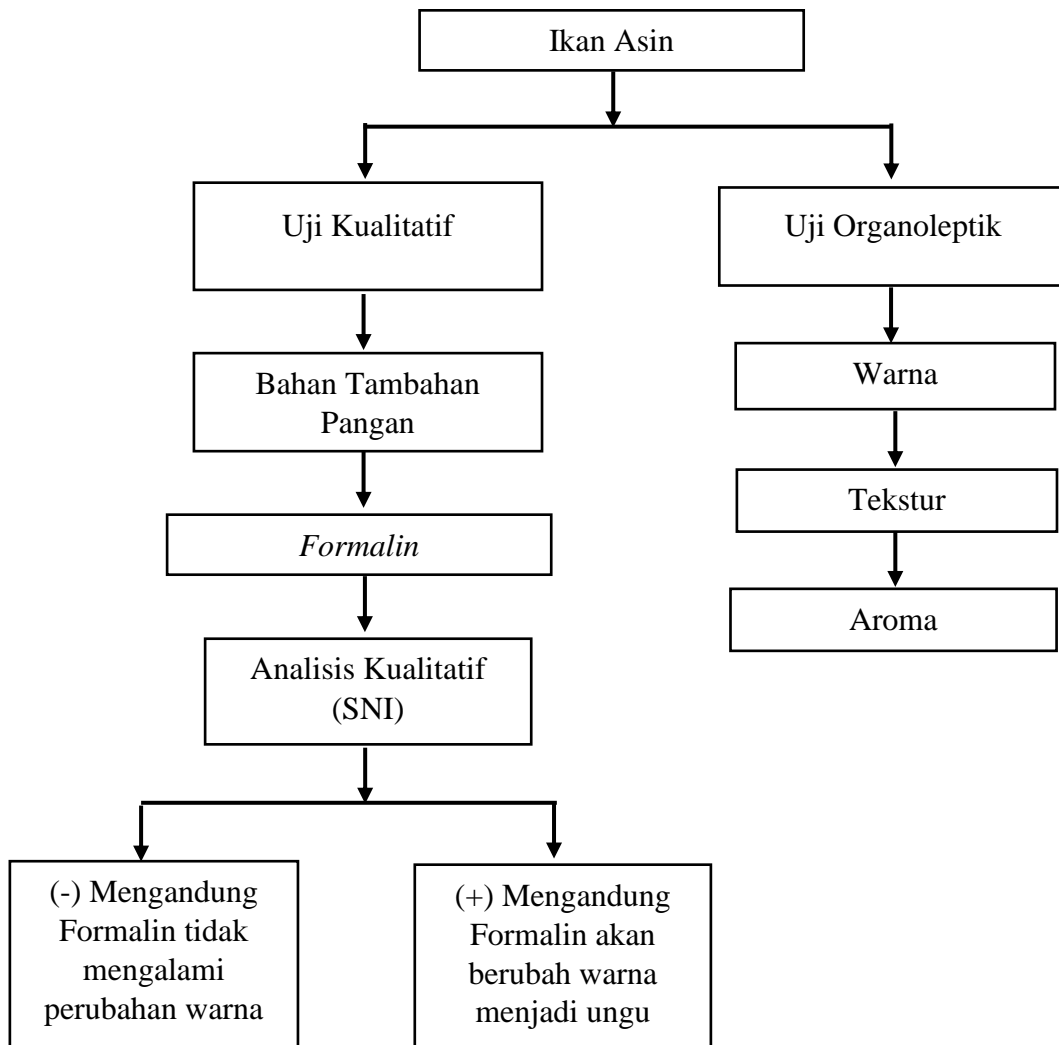 Ikan Asin
Uji Kualitatif
Uji Organoleptik
Bahan Tambahan
Pangan
Warna
Formalin
Tekstur
Analisis Kualitatif
(SNI)
Aroma
(-) Mengandung
Formalin tidak
mengalami
perubahan warna
(+) Mengandung
Formalin akan
berubah warna
menjadi ungu